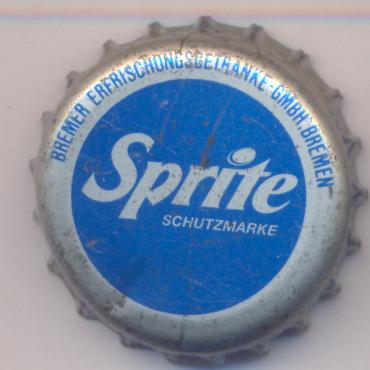 BREMER ERFRISCHUNGSGETRÄNKE-GMBH. BREMEN
Sprite
SCHUTZMARKE